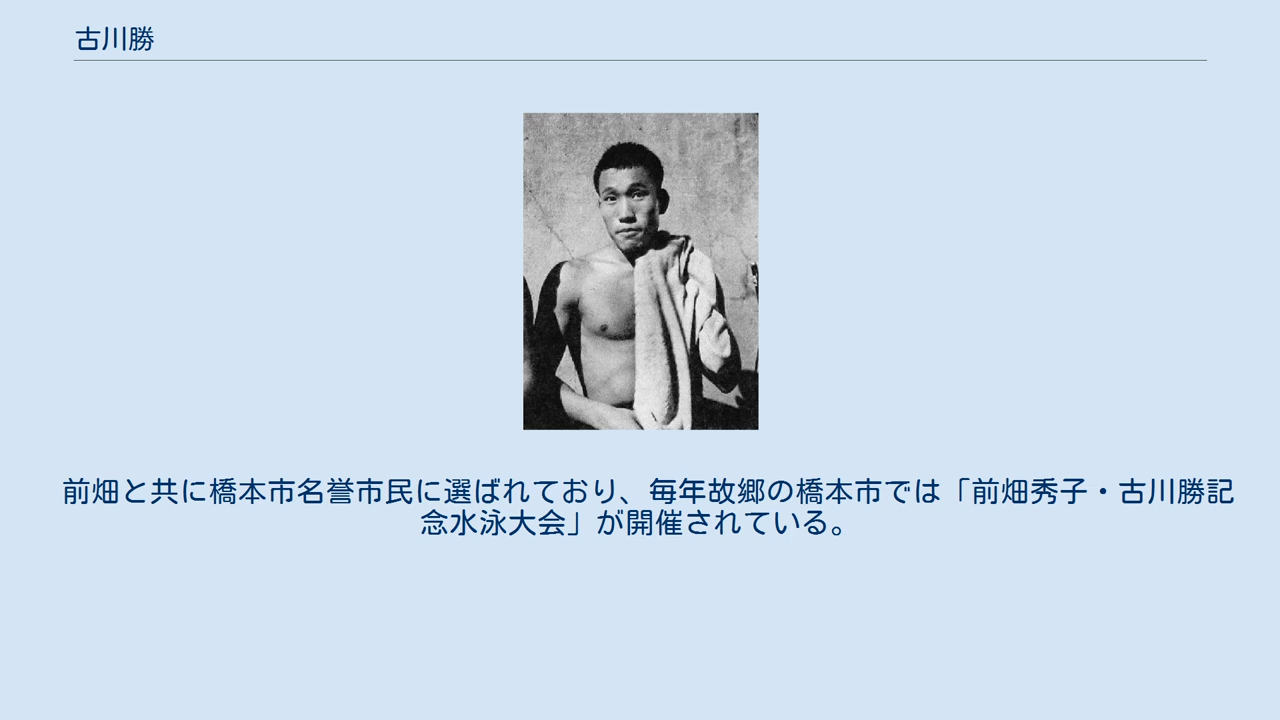 古川勝
前畑と共に橋本市名誉市民に選ばれており、毎年故郷の橋本市では「前畑秀子・古川勝記
念水泳大会」が開催されている。